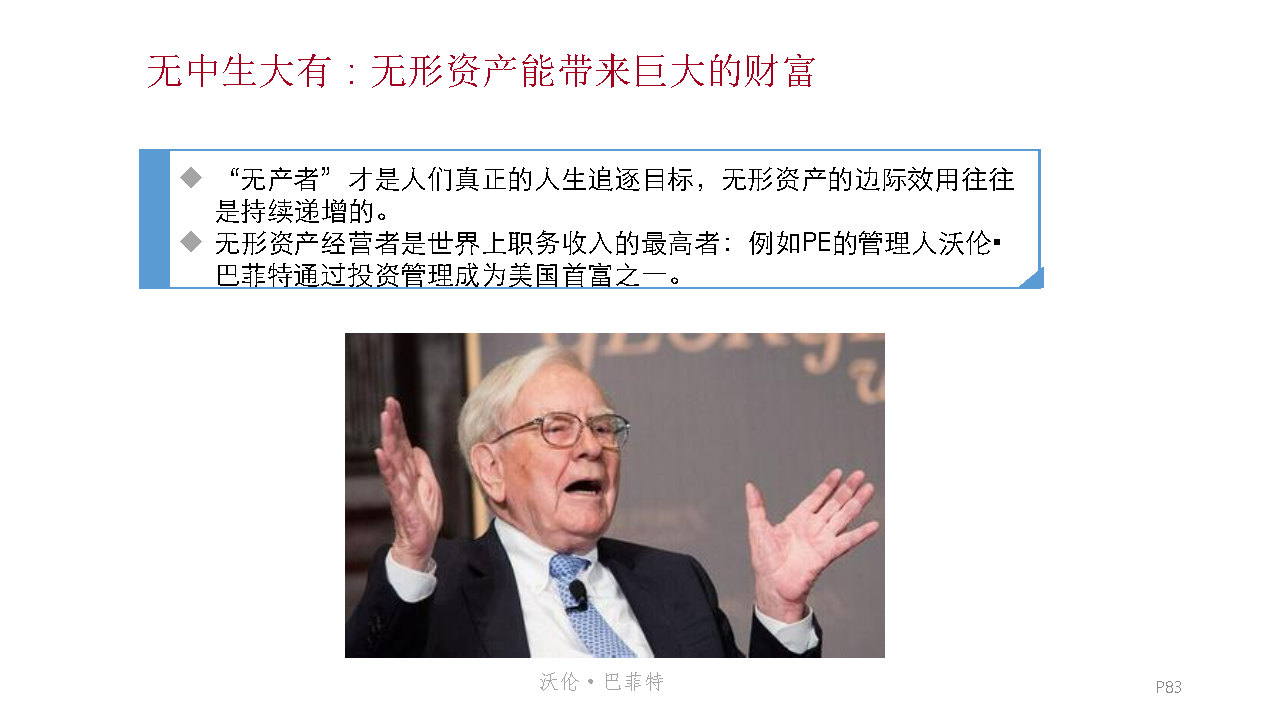 无中生大有：无形资产能带来巨大的财富
◆ “无产者”才是人们真正的人生追逐目标，无形资产的边际效用往往
是持续递增的。
◆ 无形资产经营者是世界上职务收入的最高者：例如PE的管理人沃伦▪
巴菲特通过投资管理成为美国首富之一。
GEORGE
沃伦•巴菲特
P83